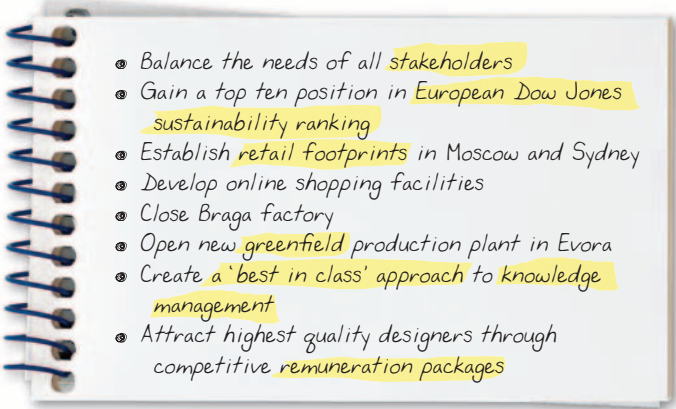 Balance the needs of all stakeholders
Gain a top ten position in European Dow Jones
sustainability ranking
Establish retail footprints in Moscow and Sydney
Develop online shopping facilities
Close Braga factory
Open new greenfield production plant in Evora
Create a 'best in class' approach to knowledge
management
Attract highest quality designers through
competitive remuneration packages